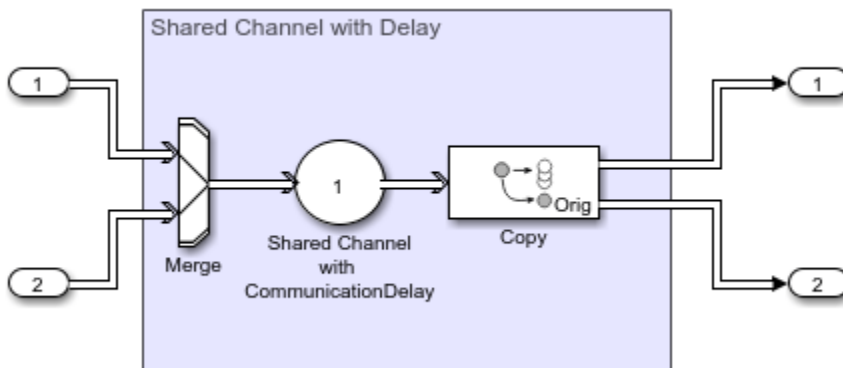 Shared Channel with Delay
1
1
1
Orig
Shared Channel
with
CommunicationDelay
Copy
Merge
2
2